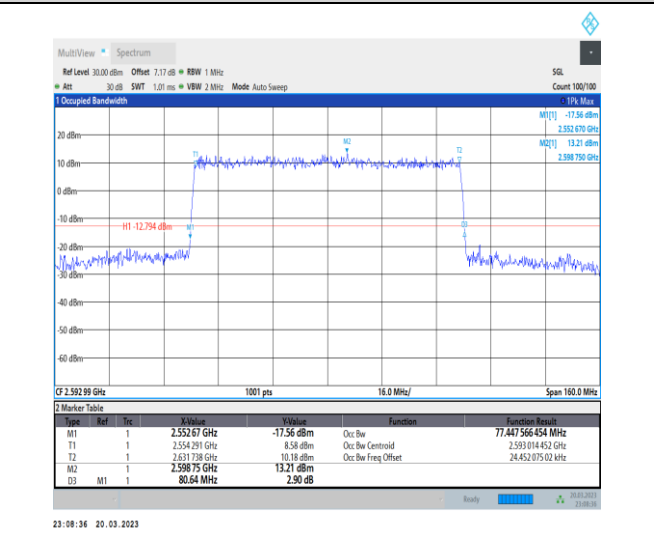 MultiView Spectrum
Ref Level 30.00 dBm Offset 7.17 dB RBW 1 MHz SGL
Att 30 dB SWT 1.01 ms VBW 2 MHz Mode Auto Sweep Count 100/100
1 Occupied Bandwidth 1Pk Max
M1[1] -17.56 dBm
2.552 670 GHz
M2[1] 13.21 dBm
2.598 750 GHz
20 dBm
M2
T1
T2
10 dBm
0 dBm
-10 dBm
H1 -12.794 dBm
M1
D3
-20 dBm
-30 dBm
-40 dBm
-50 dBm
-60 dBm
CF 2.592 99 GHz 1001 pts 16.0 MHz/ Span 160.0 MHz
2 Marker Table
Type Ref Trc X-Value Y-Value Function Function Result
M1 1 2.552 67 GHz -17.56 dBm Occ Bw 77.447 566 454 MHz
T1 1 2.554 291 GHz 8.58 dBm Occ Bw Centroid 2.593 014 452 GHz
T2 1 2.631 738 GHz 10.18 dBm Occ Bw Freq Offset 24.452 075 02 kHz
M2 1 2.598 75 GHz 13.21 dBm
D3 M1 1 80.64 MHz 2.90 dB
Ready 20.03.2023
23:08:36
23:08:36 20.03.2023